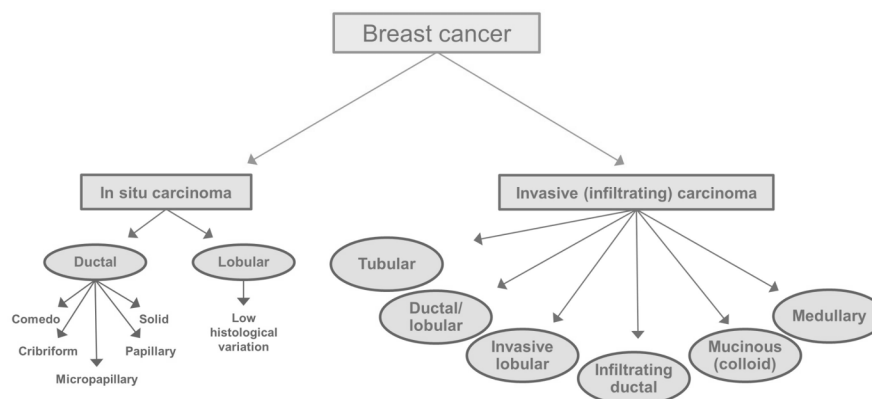 Breast cancer
In situ carcinoma
Invasive (infiltrating) carcinoma
Ductal
Lobular
Comedo
Cribriform
Micropapillary
Papillary
Solid
Low
histological
variation
Tubular
Ductal/
lobular
Invasive
lobular
Infiltrating
ductal
Mucinous
(colloid)
Medullary